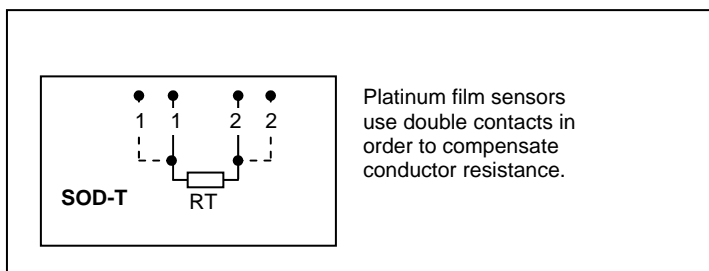 1 1 2 2
SOD-T
RT
Platinum film sensors
use double contacts in
order to compensate
conductor resistance.